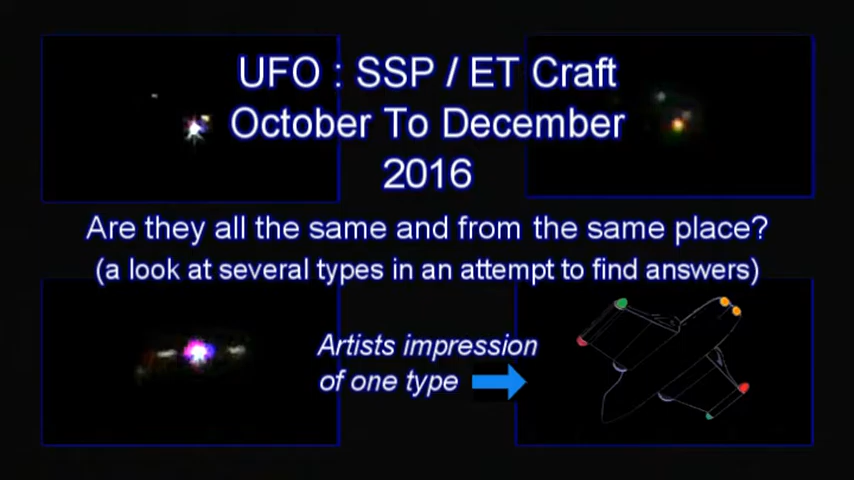 UFO : SSP / ET Craft
October To December
2016
Are they all the same and from the same place?
(a look at several types in an attempt to find answers)
Artists impression
of one type